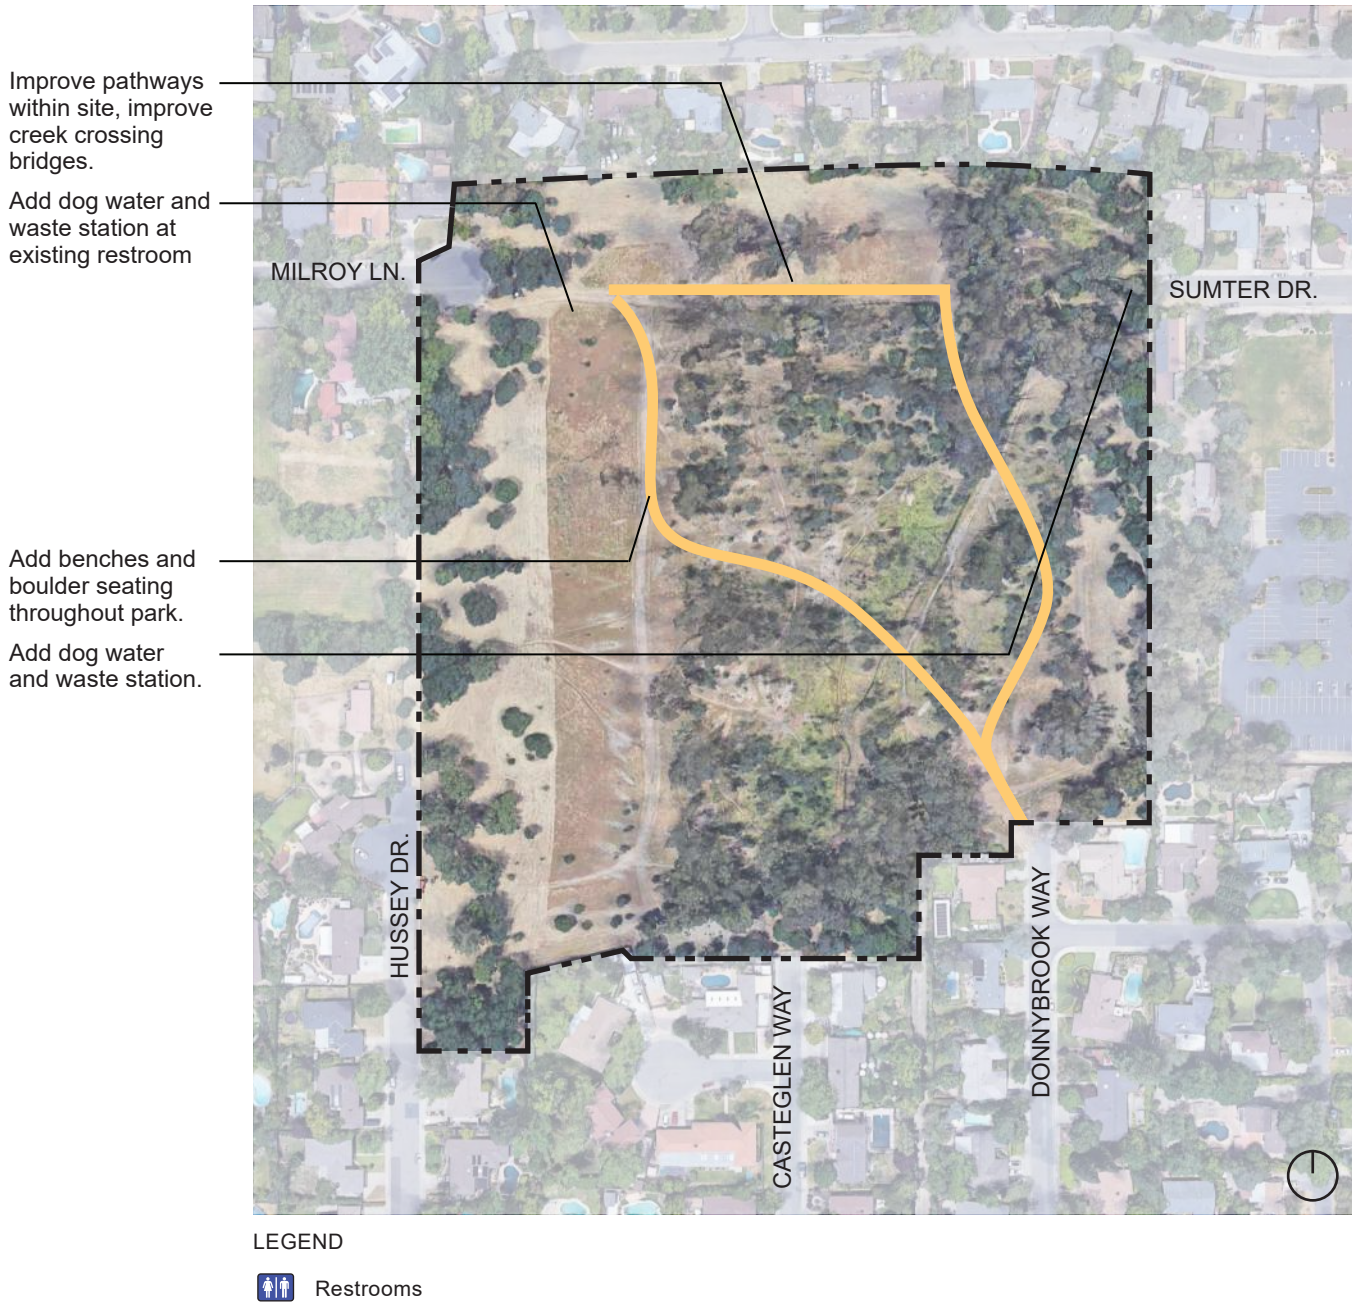 Improve pathways
within site, improve
creek crossing
bridges.
Add dog water and
waste station at
existing restroom
MILROY LN.
SUMTER DR.
Add benches and
boulder seating
throughout park.
Add dog water
and waste station.
HUSSEY DR.
CASTEGLEN WAY
DONNYBROOK WAY
LEGEND
Restrooms